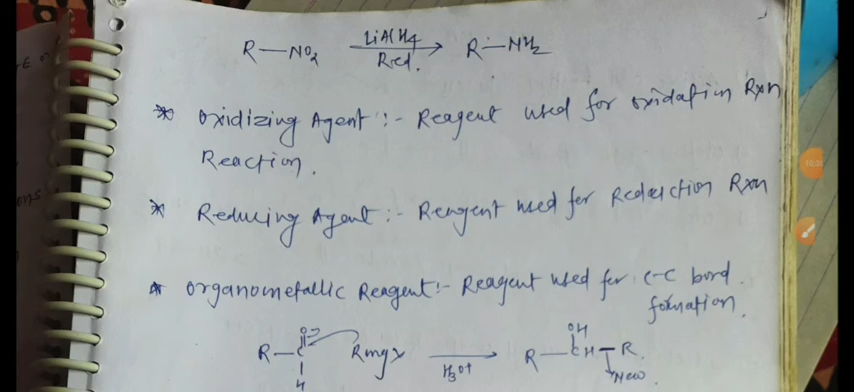 R—NO2 LiAlH4 Red. R—NH2
* Oxidizing Agent :- Reagent used for oxidation Rxn
Reaction.
* Reducing Agent :- Reagent used for Reduction Rxn
* Organometallic Reagent :- Reagent used for C-C bond
formation.
R—C Rmgx H3O+ R—CH—R
O H OH New